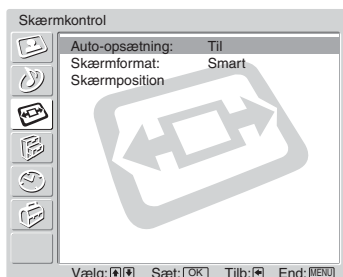 Skærmkontrol
Auto-opsætning: Til
Skærmformat: Smart
Skærmposition
Vælg: Sæt: OK Tilb: End: MENU